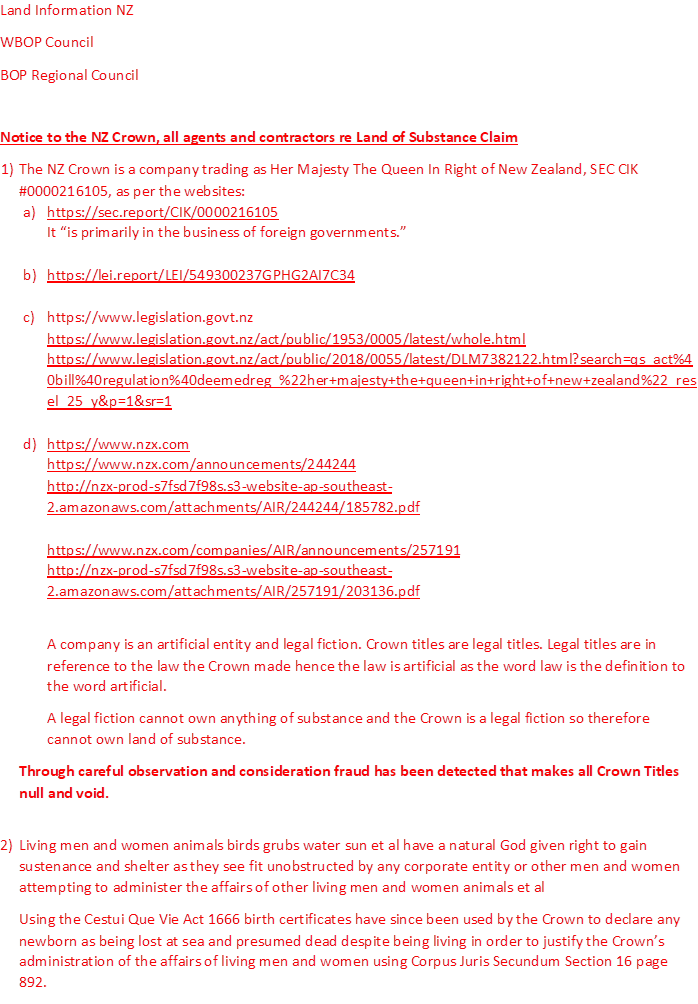 Land Information NZ
WBOP Council
BOP Regional Council
Notice to the NZ Crown, all agents and contractors re Land of Substance Claim
1) The NZ Crown is a company trading as Her Majesty The Queen In Right of New Zealand, SEC CIK
#0000216105, as per the websites:
a) https://sec.report/CIK/0000216105
It “is primarily in the business of foreign governments.”
b) https://lei.report/LEI/549300237GPHG2AI7C34
c) https://www.legislation.govt.nz
https://www.legislation.govt.nz/act/public/1953/0005/latest/whole.html
https://www.legislation.govt.nz/act/public/2018/0055/latest/DLM7382122.html?search=qs_act%4
0bill%40regulation%40deemedreg_%22her+majesty+the+queen+in+right+of+new+zealand%22_res
el_25_y&p=1&sr=1
d) https://www.nzx.com
https://www.nzx.com/announcements/244244
http://nzx-prod-s7fsd7f98s.s3-website-ap-southeast-
2.amazonaws.com/attachments/AIR/244244/185782.pdf
https://www.nzx.com/companies/AIR/announcements/257191
http://nzx-prod-s7fsd7f98s.s3-website-ap-southeast-
2.amazonaws.com/attachments/AIR/257191/203136.pdf
A company is an artificial entity and legal fiction. Crown titles are legal titles. Legal titles are in
reference to the law the Crown made hence the law is artificial as the word law is the definition to
the word artificial.
A legal fiction cannot own anything of substance and the Crown is a legal fiction so therefore
cannot own land of substance.
Through careful observation and consideration fraud has been detected that makes all Crown Titles
null and void.
2) Living men and women animals birds grubs water sun et al have a natural God given right to gain
sustenance and shelter as they see fit unobstructed by any corporate entity or other men and women
attempting to administer the affairs of other living men and women animals et al
Using the Cestui Que Vie Act 1666 birth certificates have since been used by the Crown to declare any
newborn as being lost at sea and presumed dead despite being living in order to justify the Crown’s
administration of the affairs of living men and women using Corpus Juris Secundum Section 16 page
892.